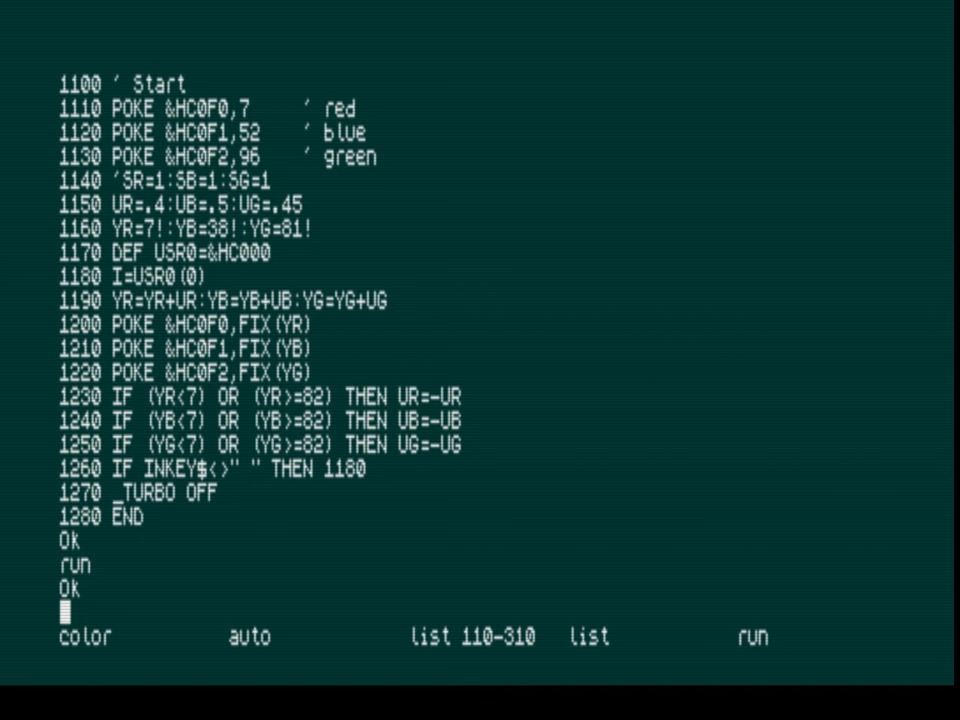 1100 ' Start
1110 POKE &HC0F0,7     ' red
1120 POKE &HC0F1,52    ' blue
1130 POKE &HC0F2,96    ' green
1140 'SR=1:SB=1:SG=1
1150 UR=.4:UB=.5:UG=.45
1160 YR=7!:YB=38!:YG=81!
1170 DEF USR0=&HC000
1180 I=USR0(0)
1190 YR=YR+UR:YB=YB+UB:YG=YG+UG
1200 POKE &HC0F0,FIX(YR)
1210 POKE &HC0F1,FIX(YB)
1220 POKE &HC0F2,FIX(YG)
1230 IF (YR<7) OR (YR>=82) THEN UR=-UR
1240 IF (YB<7) OR (YB>=82) THEN UB=-UB
1250 IF (YG<7) OR (YG>=82) THEN UG=-UG
1260 IF INKEY$<>" " THEN 1180
1270 _TURBO OFF
1280 END
Ok
run
Ok
color auto list 110-310 list run